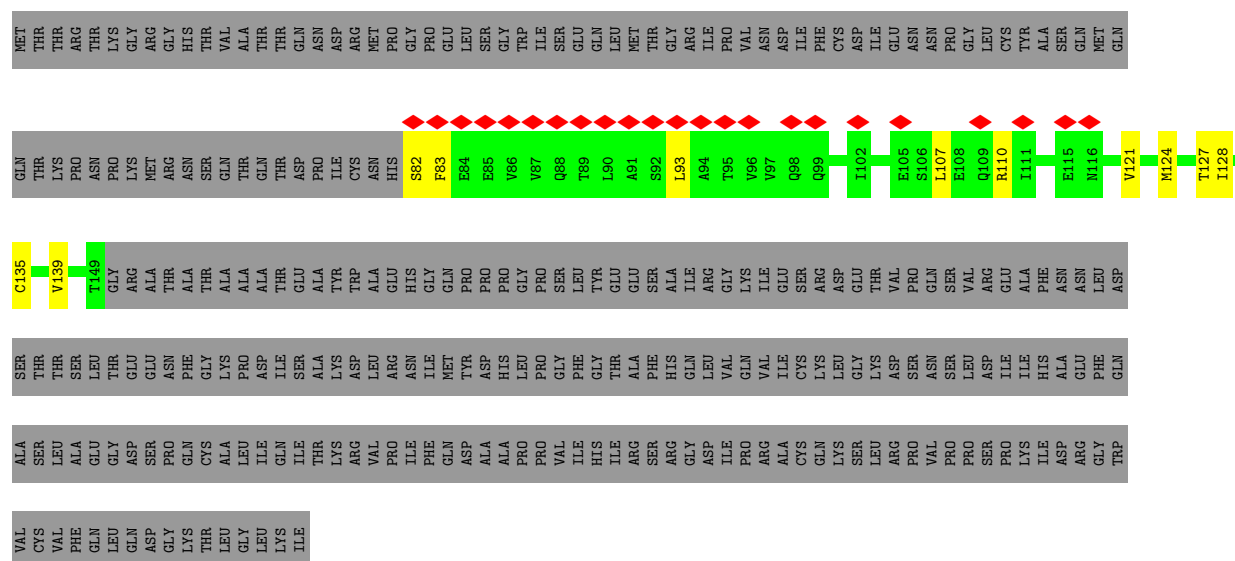 MET THR THR ARG THR LYS GLY ARG GLY HIS THR VAL ALA THR THR GLN ASN ASP ARG MET PRO GLY PRO GLU LEU SER GLY TRP ILE SER GLU GLN LEU MET THR GLY ARG ILE PRO VAL ASN ASP ILE PHE CYS ASP ILE GLU ASN ASN PRO GLY LEU CYS TYR ALA SER GLN MET GLN
GLN THR LYS PRO ASN PRO LYS MET ARG ASN SER GLN THR GLN THR ASP PRO ILE CYS ASN HIS S82 F83 E84 E85 V86 V87 Q88 T89 L90 A91 S92 L93 A94 T95 V96 V97 Q98 Q99 I102 E105 S106 L107 E108 Q109 R110 I111 E115 N116 V121 M124 T127 I128
C135 V139 T149 GLY ARG ALA THR ALA THR ALA ALA ALA THR GLU ALA TYR TRP ALA GLU HIS GLY GLN PRO PRO PRO GLY PRO SER LEU TYR GLU GLU SER ALA ILE ARG GLY LYS ILE GLU SER ARG ASP GLU THR VAL PRO GLN SER VAL ARG GLU ALA PHE ASN ASN LEU ASP
SER THR THR SER LEU THR GLU GLU ASN PHE GLY LYS PRO ASP ILE SER ALA LYS ASP LEU ARG ASN ILE MET TYR ASP HIS LEU PRO GLY PHE GLY THR ALA PHE HIS GLN LEU VAL GLN VAL ILE CYS LYS LEU GLY LYS ASP SER ASN SER LEU ASP ILE ILE HIS ALA GLU PHE GLN
ALA SER LEU ALA GLU GLY ASP SER PRO GLN CYS ALA LEU ILE GLN ILE THR LYS ARG VAL PRO ILE PHE GLN ASP ALA ALA PRO PRO VAL ILE HIS ILE ARG SER ARG GLY ASP ILE PRO ARG ALA CYS GLN LYS SER LEU ARG PRO VAL PRO PRO SER PRO LYS ILE ASP ARG GLY TRP
VAL CYS VAL PHE GLN LEU GLN ASP GLY LYS THR LEU GLY LEU LYS ILE